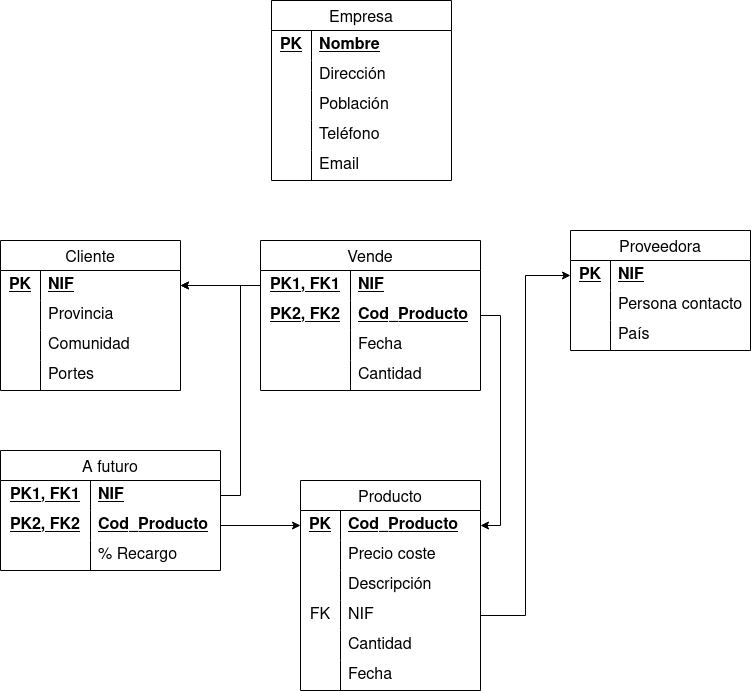 Empresa
PK Nombre
Dirección
Población
Teléfono
Email
Cliente
PK NIF
Provincia
Comunidad
Portes
Vende
PK1, FK1 NIF
PK2, FK2 Cod_Producto
Fecha
Cantidad
Proveedora
PK NIF
Persona contacto
País
A futuro
PK1, FK1 NIF
PK2, FK2 Cod_Producto
% Recargo
Producto
PK Cod_Producto
Precio coste
Descripción
FK NIF
Cantidad
Fecha